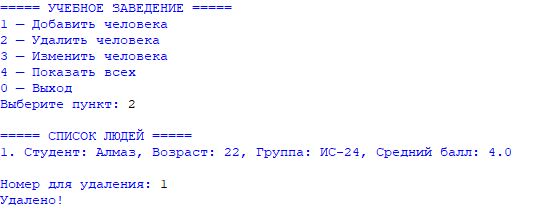 ===== УЧЕБНОЕ ЗАВЕДЕНИЕ =====
1 — Добавить человека
2 — Удалить человека
3 — Изменить человека
4 — Показать всех
0 — Выход
Выберите пункт: 2
===== СПИСОК ЛЮДЕЙ =====
1. Студент: Алмаз, Возраст: 22, Группа: ИС-24, Средний балл: 4.0
Номер для удаления: 1
Удалено!